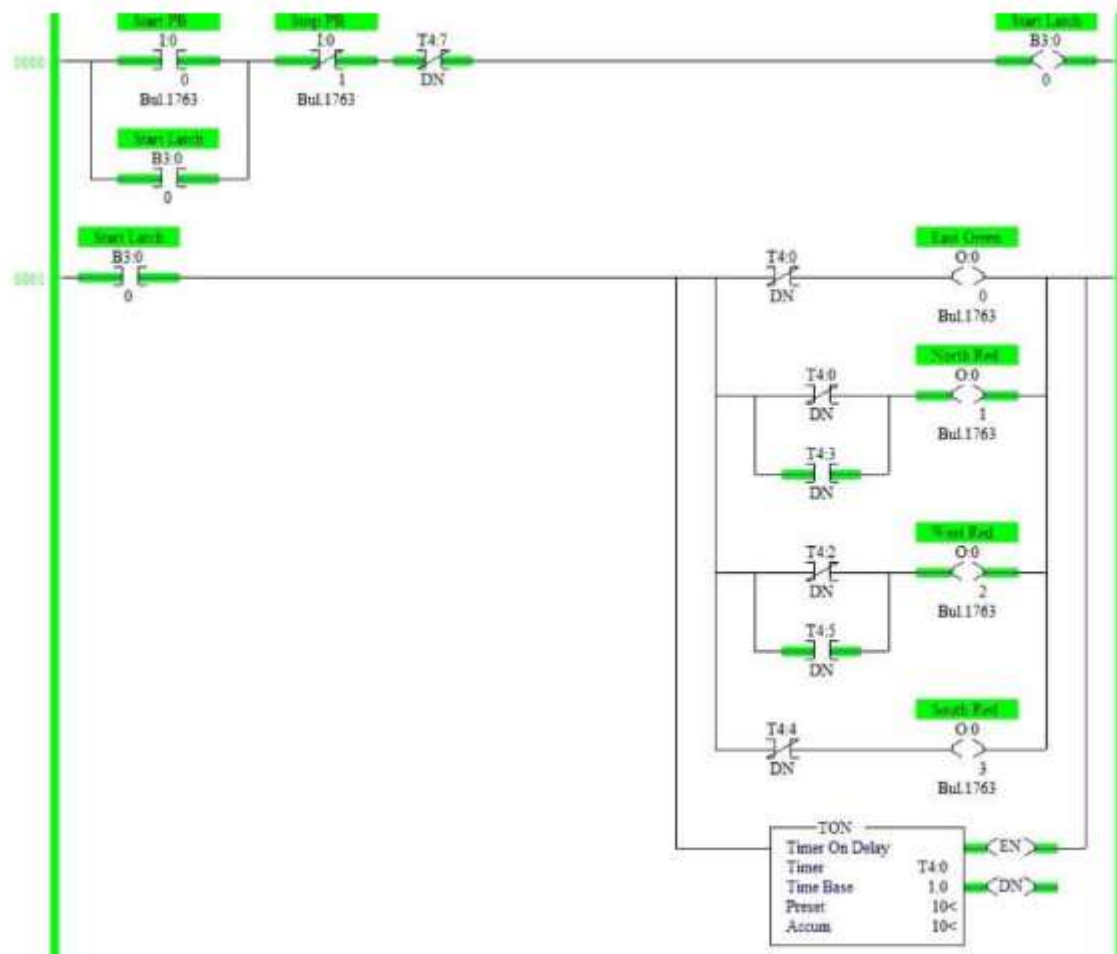 Start PB
I:0
0
Bul.1763
Stop PB
I:0
1
Bul.1763
T4:7
DN
Start Latch
B3:0
0
0000
Start Latch
B3:0
0
Start Latch
B3:0
0
0001
T4:0
DN
East Green
O:0
0
Bul.1763
T4:0
DN
North Red
O:0
1
Bul.1763
T4:3
DN
T4:2
DN
West Red
O:0
2
Bul.1763
T4:5
DN
T4:4
DN
South Red
O:0
3
Bul.1763
TON
Timer On Delay
Timer T4:0
Time Base 1.0
Preset 10<
Accum 10<
EN
DN